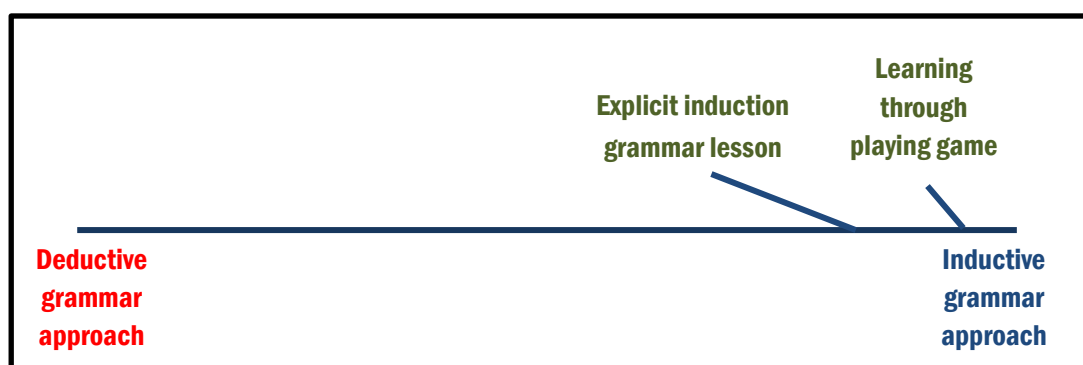 Explicit induction
grammar lesson
Learning
through
playing game
Deductive
grammar
approach
Inductive
grammar
approach